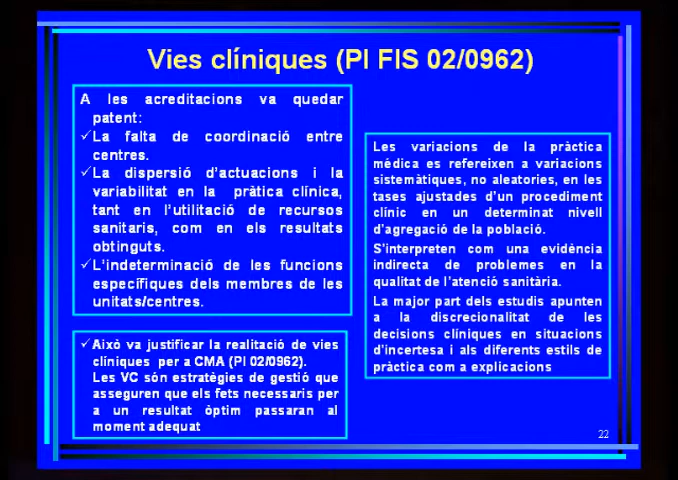 Vies clíniques (PI FIS 02/0962)
A les acreditacions va quedar
patent:
✓La falta de coordinació entre
centres.
✓La dispersió d'actuacions i la
variabilitat en la pràtica clínica,
tant en l'utilització de recursos
sanitaris, com en els resultats
obtinguts.
✓L'indeterminació de les funcions
específiques dels membres de les
unitats/centres.
✓Això va justificar la realització de vies
clíniques per a CMA (PI 02/0962).
Les VC són estratègies de gestió que
asseguren que els fets necessaris per
a un resultat òptim passaran al
moment adequat
Les variacions de la pràctica
médica es refereixen a variacions
sistemàtiques, no aleatories, en les
tases ajustades d'un procediment
clínic en un determinat nivell
d'agregació de la població.
S'interpreten com una evidència
indirecta de problemes en la
qualitat de l'atenció sanitària.
La major part dels estudis apunten
a la discrecionalitat de les
decisions clíniques en situacions
d'incertesa i als diferents estils de
pràctica com a explicacions
22